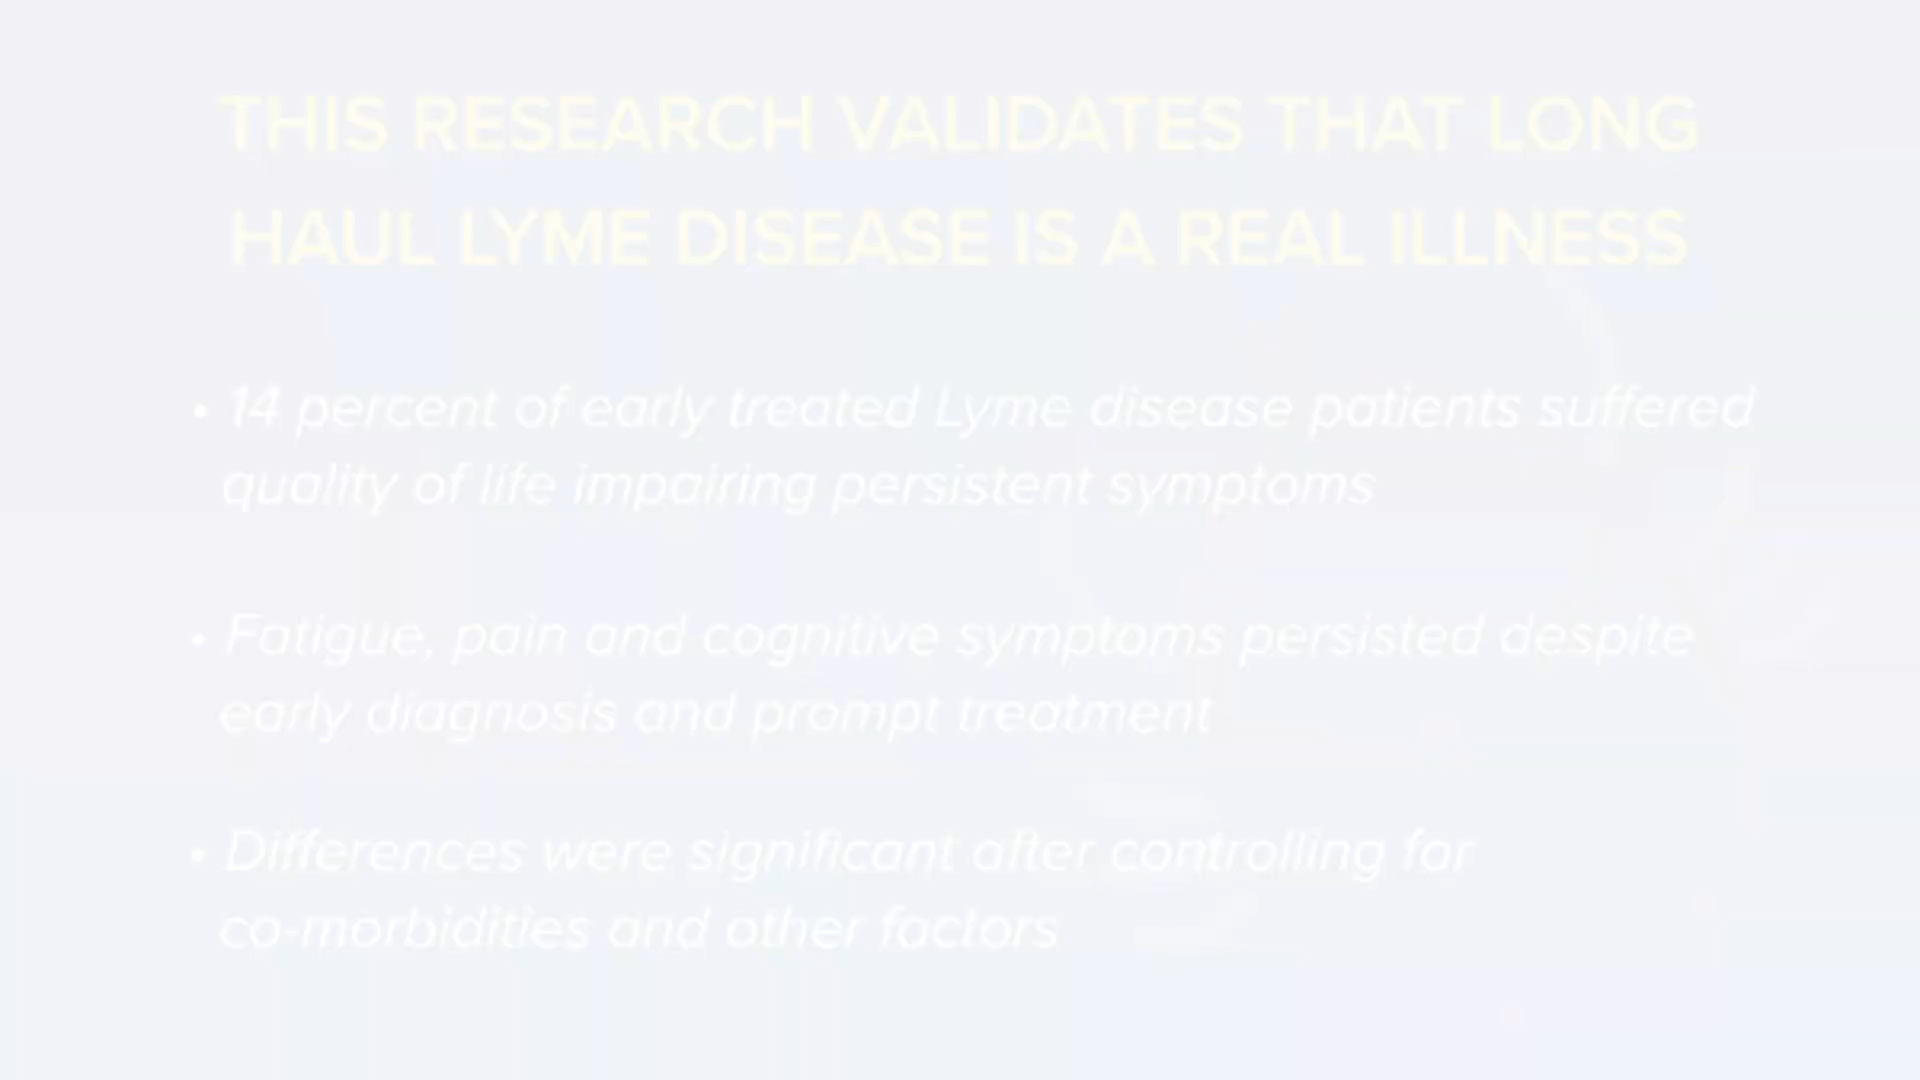 THIS RESEARCH VALIDATES THAT LONG
HAUL LYME DISEASE IS A REAL ILLNESS
• 14 percent of early treated Lyme disease patients suffered
quality of life impairing persistent symptoms
• Fatigue, pain and cognitive symptoms persisted despite
early diagnosis and prompt treatment
• Differences were significant after controlling for
co-morbidities and other factors